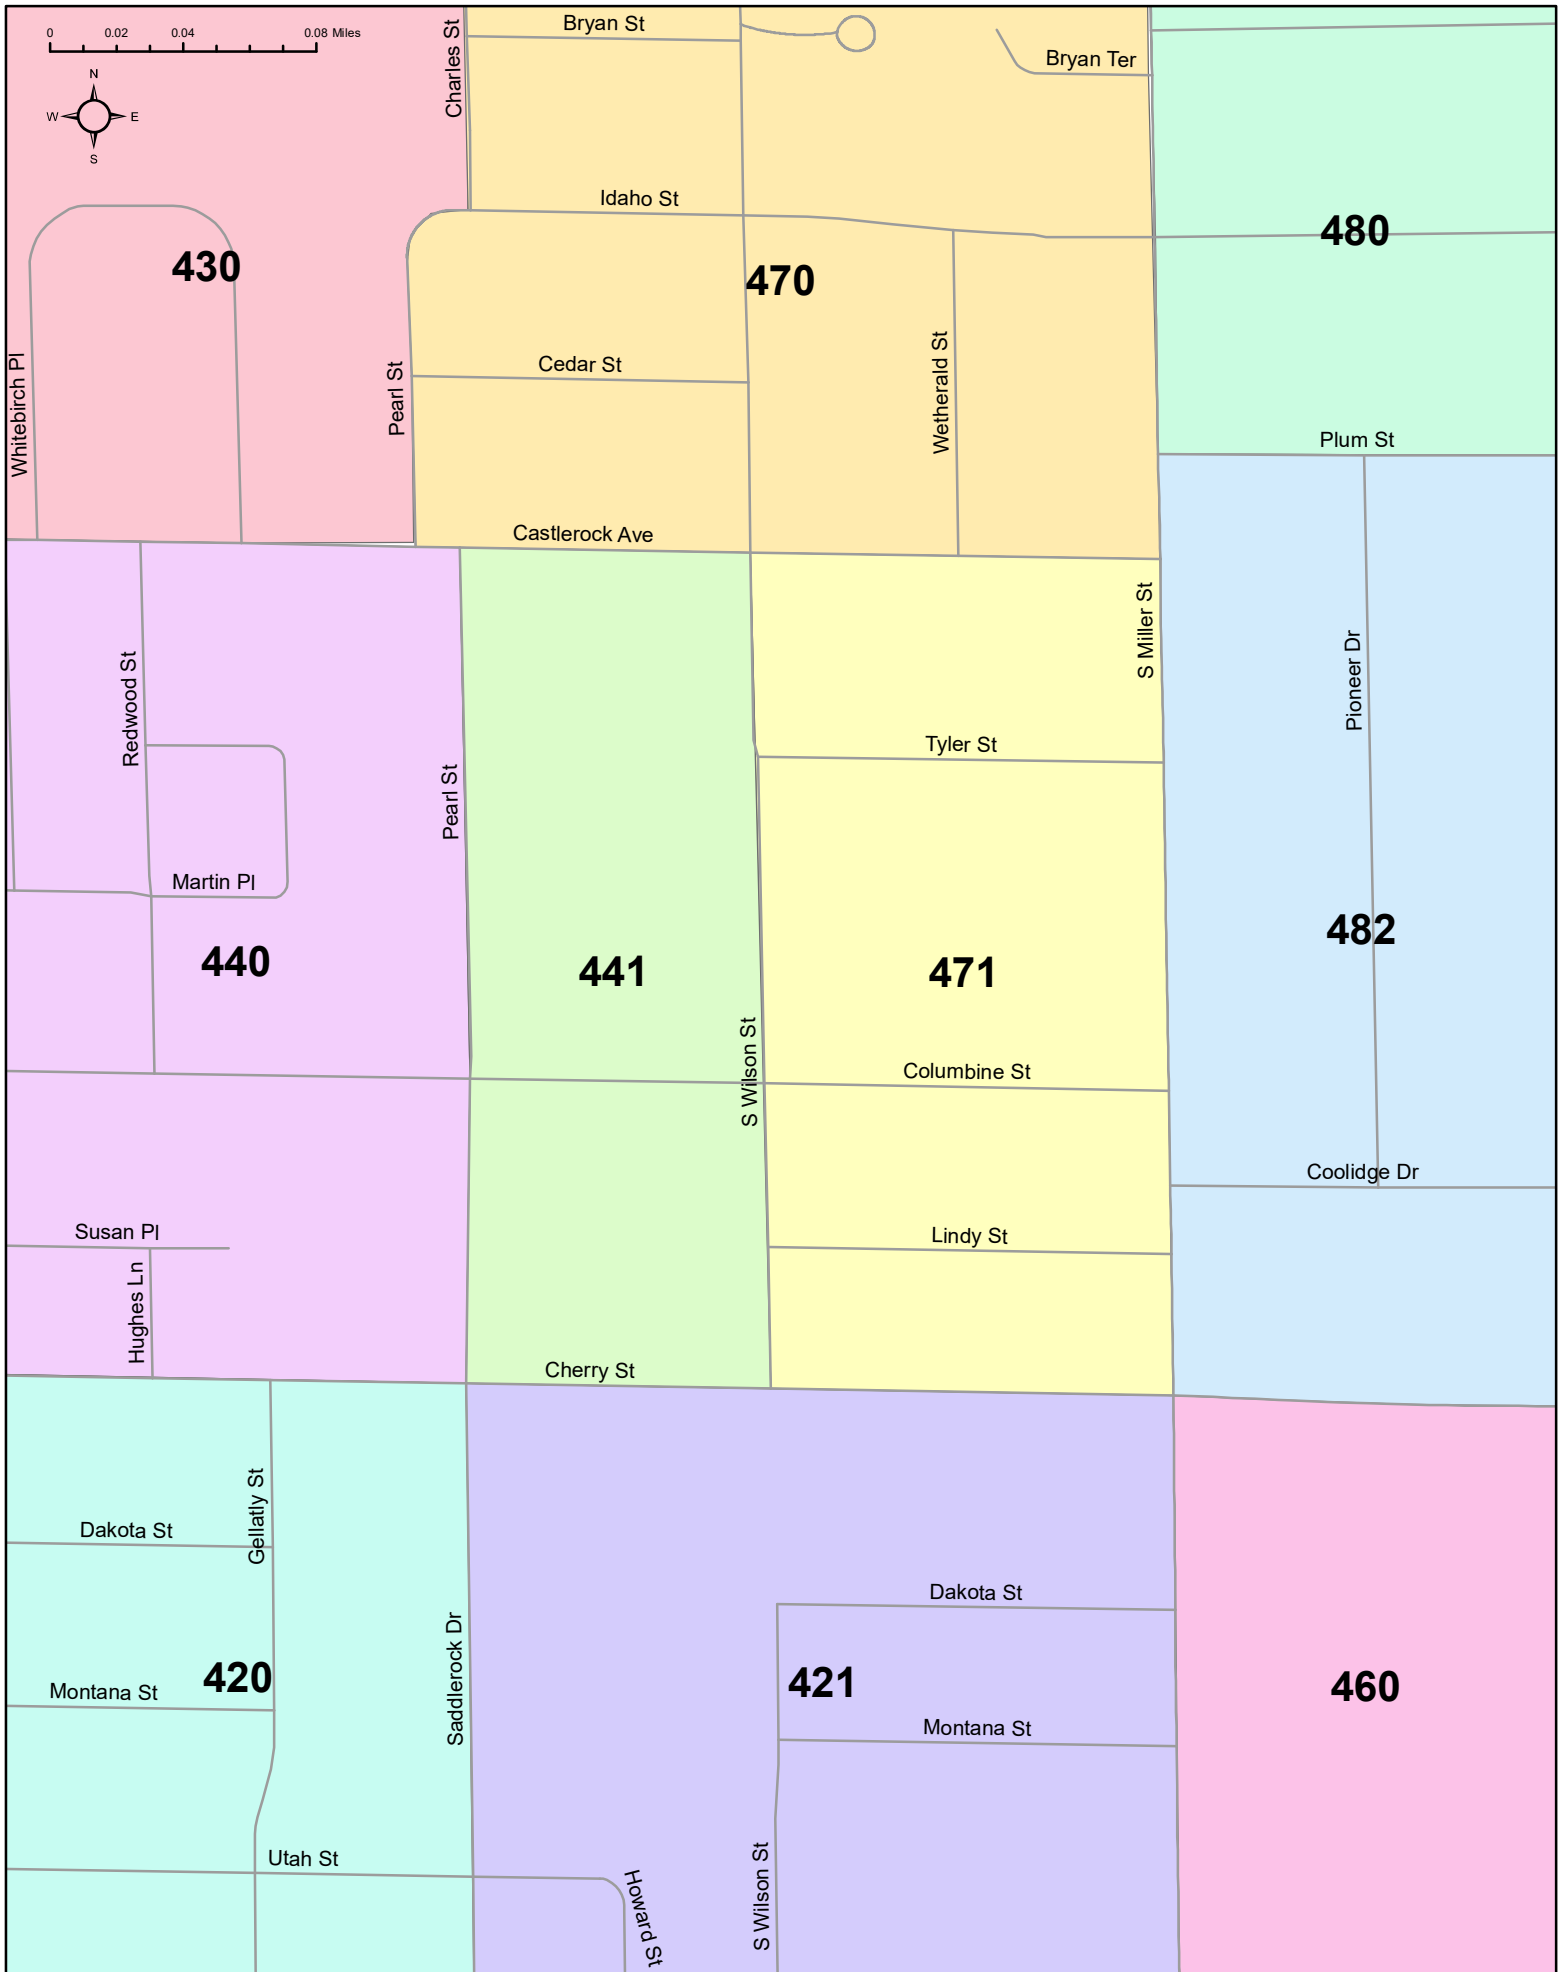 0 0.02 0.04 0.08 Miles
N
W E
S
Charles St
Bryan St
Bryan Ter
Idaho St
430
470
480
Whitebirch Pl
Pearl St
Cedar St
Wetherald St
Plum St
Castlerock Ave
S Miller St
Redwood St
Pioneer Dr
Pearl St
Tyler St
Martin Pl
440
441
471
482
S Wilson St
Columbine St
Coolidge Dr
Susan Pl
Lindy St
Hughes Ln
Cherry St
Gellatly St
Dakota St
Dakota St
Saddlerock Dr
420
421
460
Montana St
Montana St
Utah St
Howard St
S Wilson St